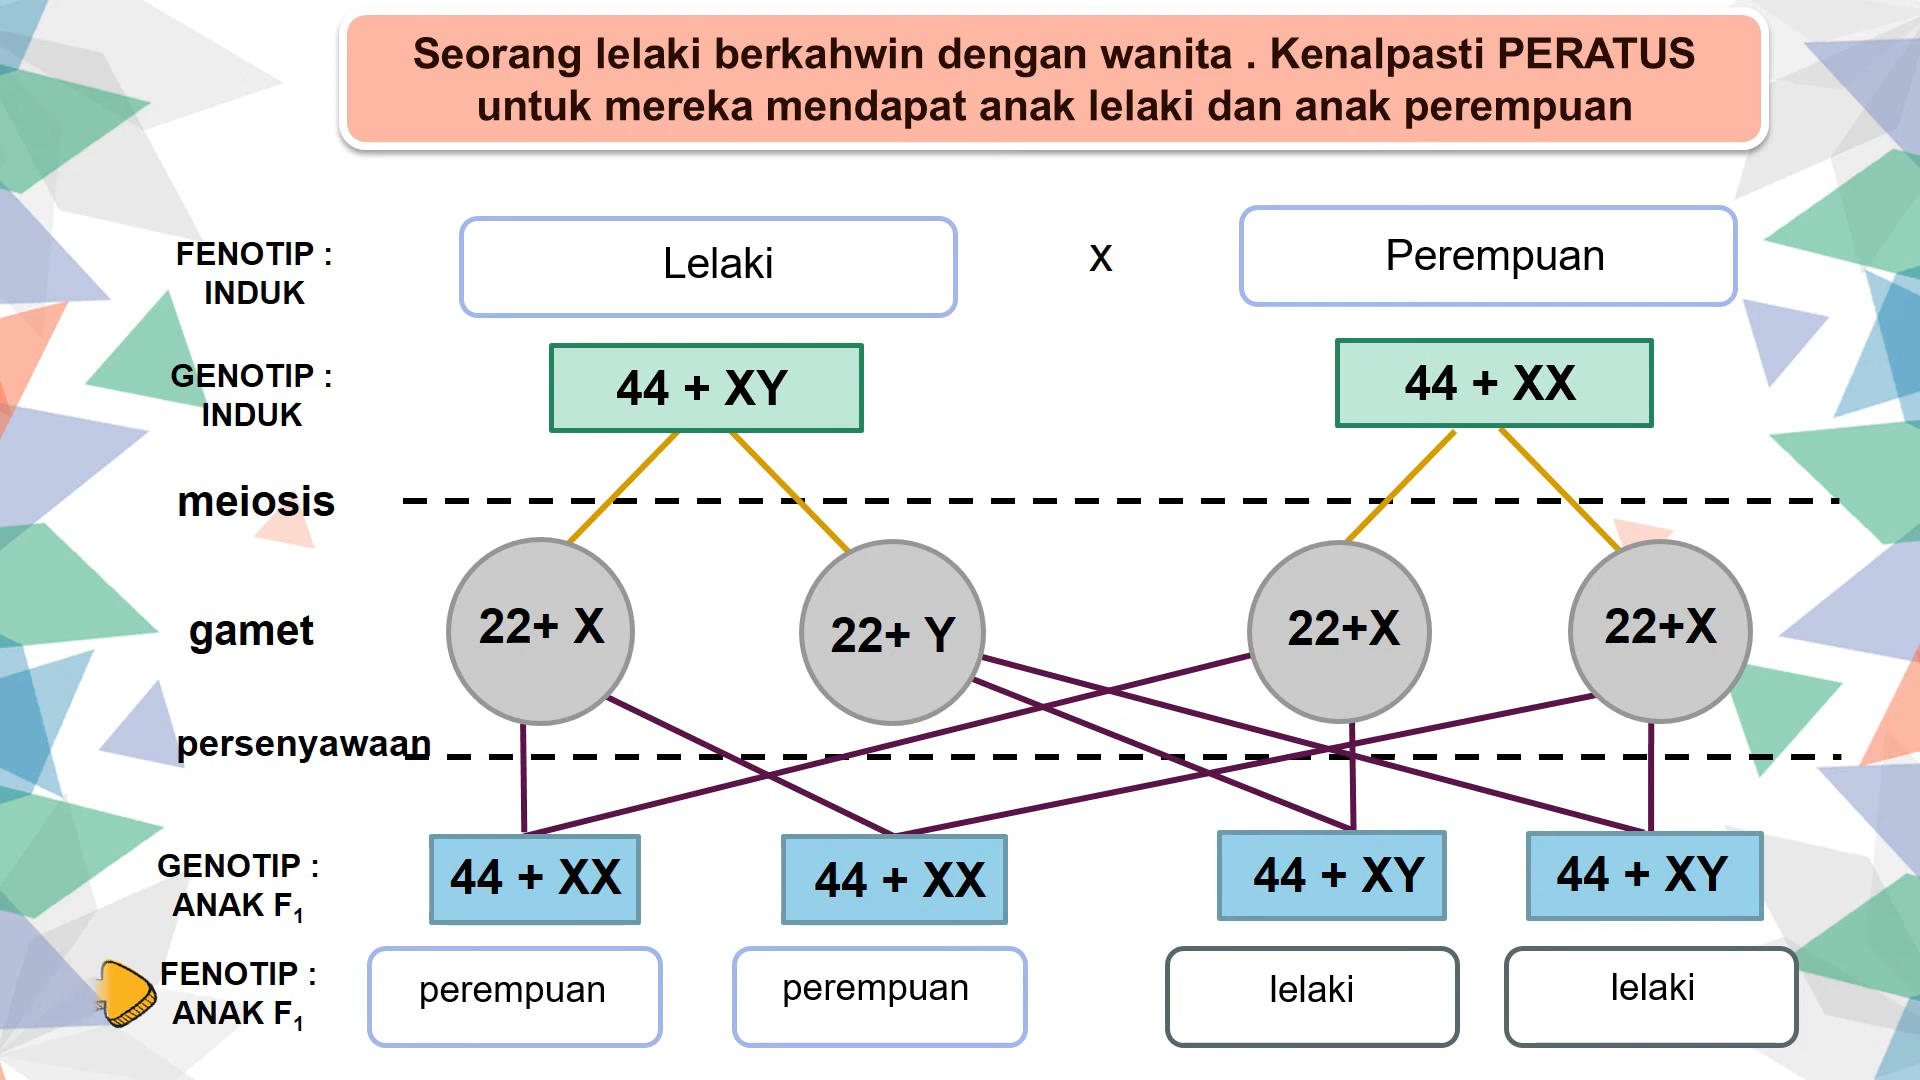 Seorang lelaki berkahwin dengan wanita . Kenalpasti PERATUS
untuk mereka mendapat anak lelaki dan anak perempuan
FENOTIP :
INDUK
Lelaki
X
Perempuan
GENOTIP :
INDUK
44 + XY
44 + XX
meiosis
gamet
22+ X
22+ Y
22+X
22+X
persenyawaan
GENOTIP :
ANAK F1
44 + XX
44 + XX
44 + XY
44 + XY
FENOTIP :
ANAK F1
perempuan
perempuan
lelaki
lelaki